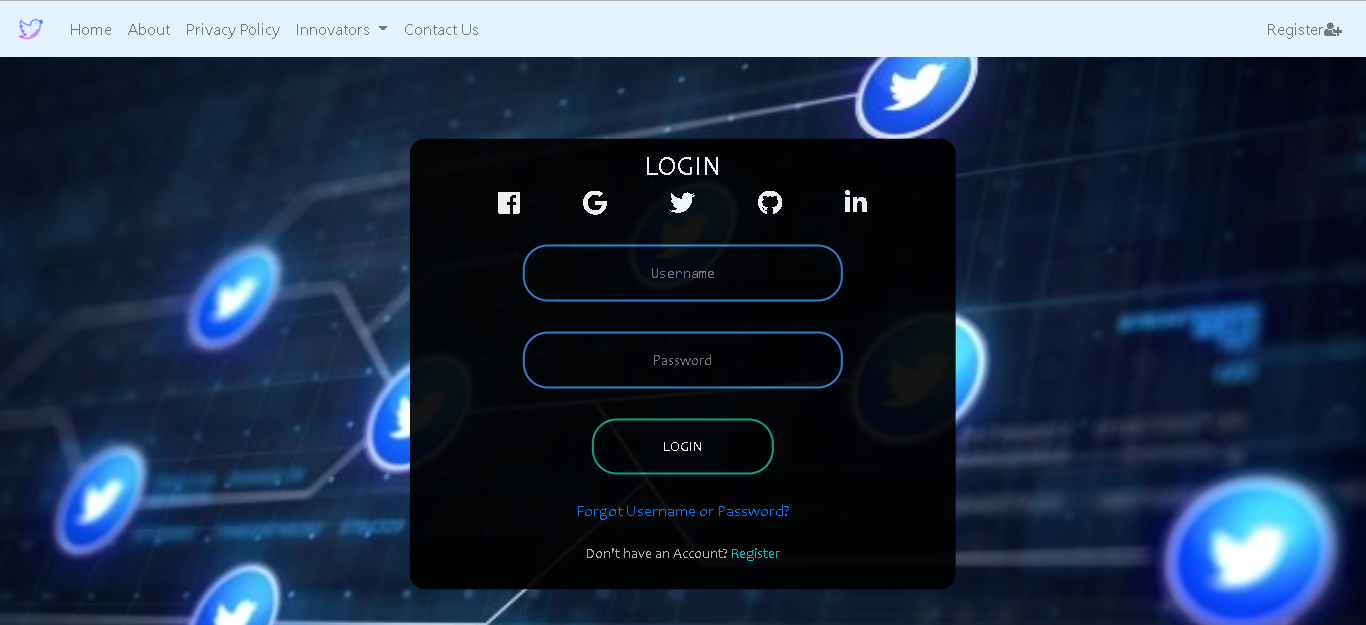 Home About Privacy Policy Innovators Contact Us Register
LOGIN
Username
Password
LOGIN
Forgot Username or Password?
Don't have an Account? Register